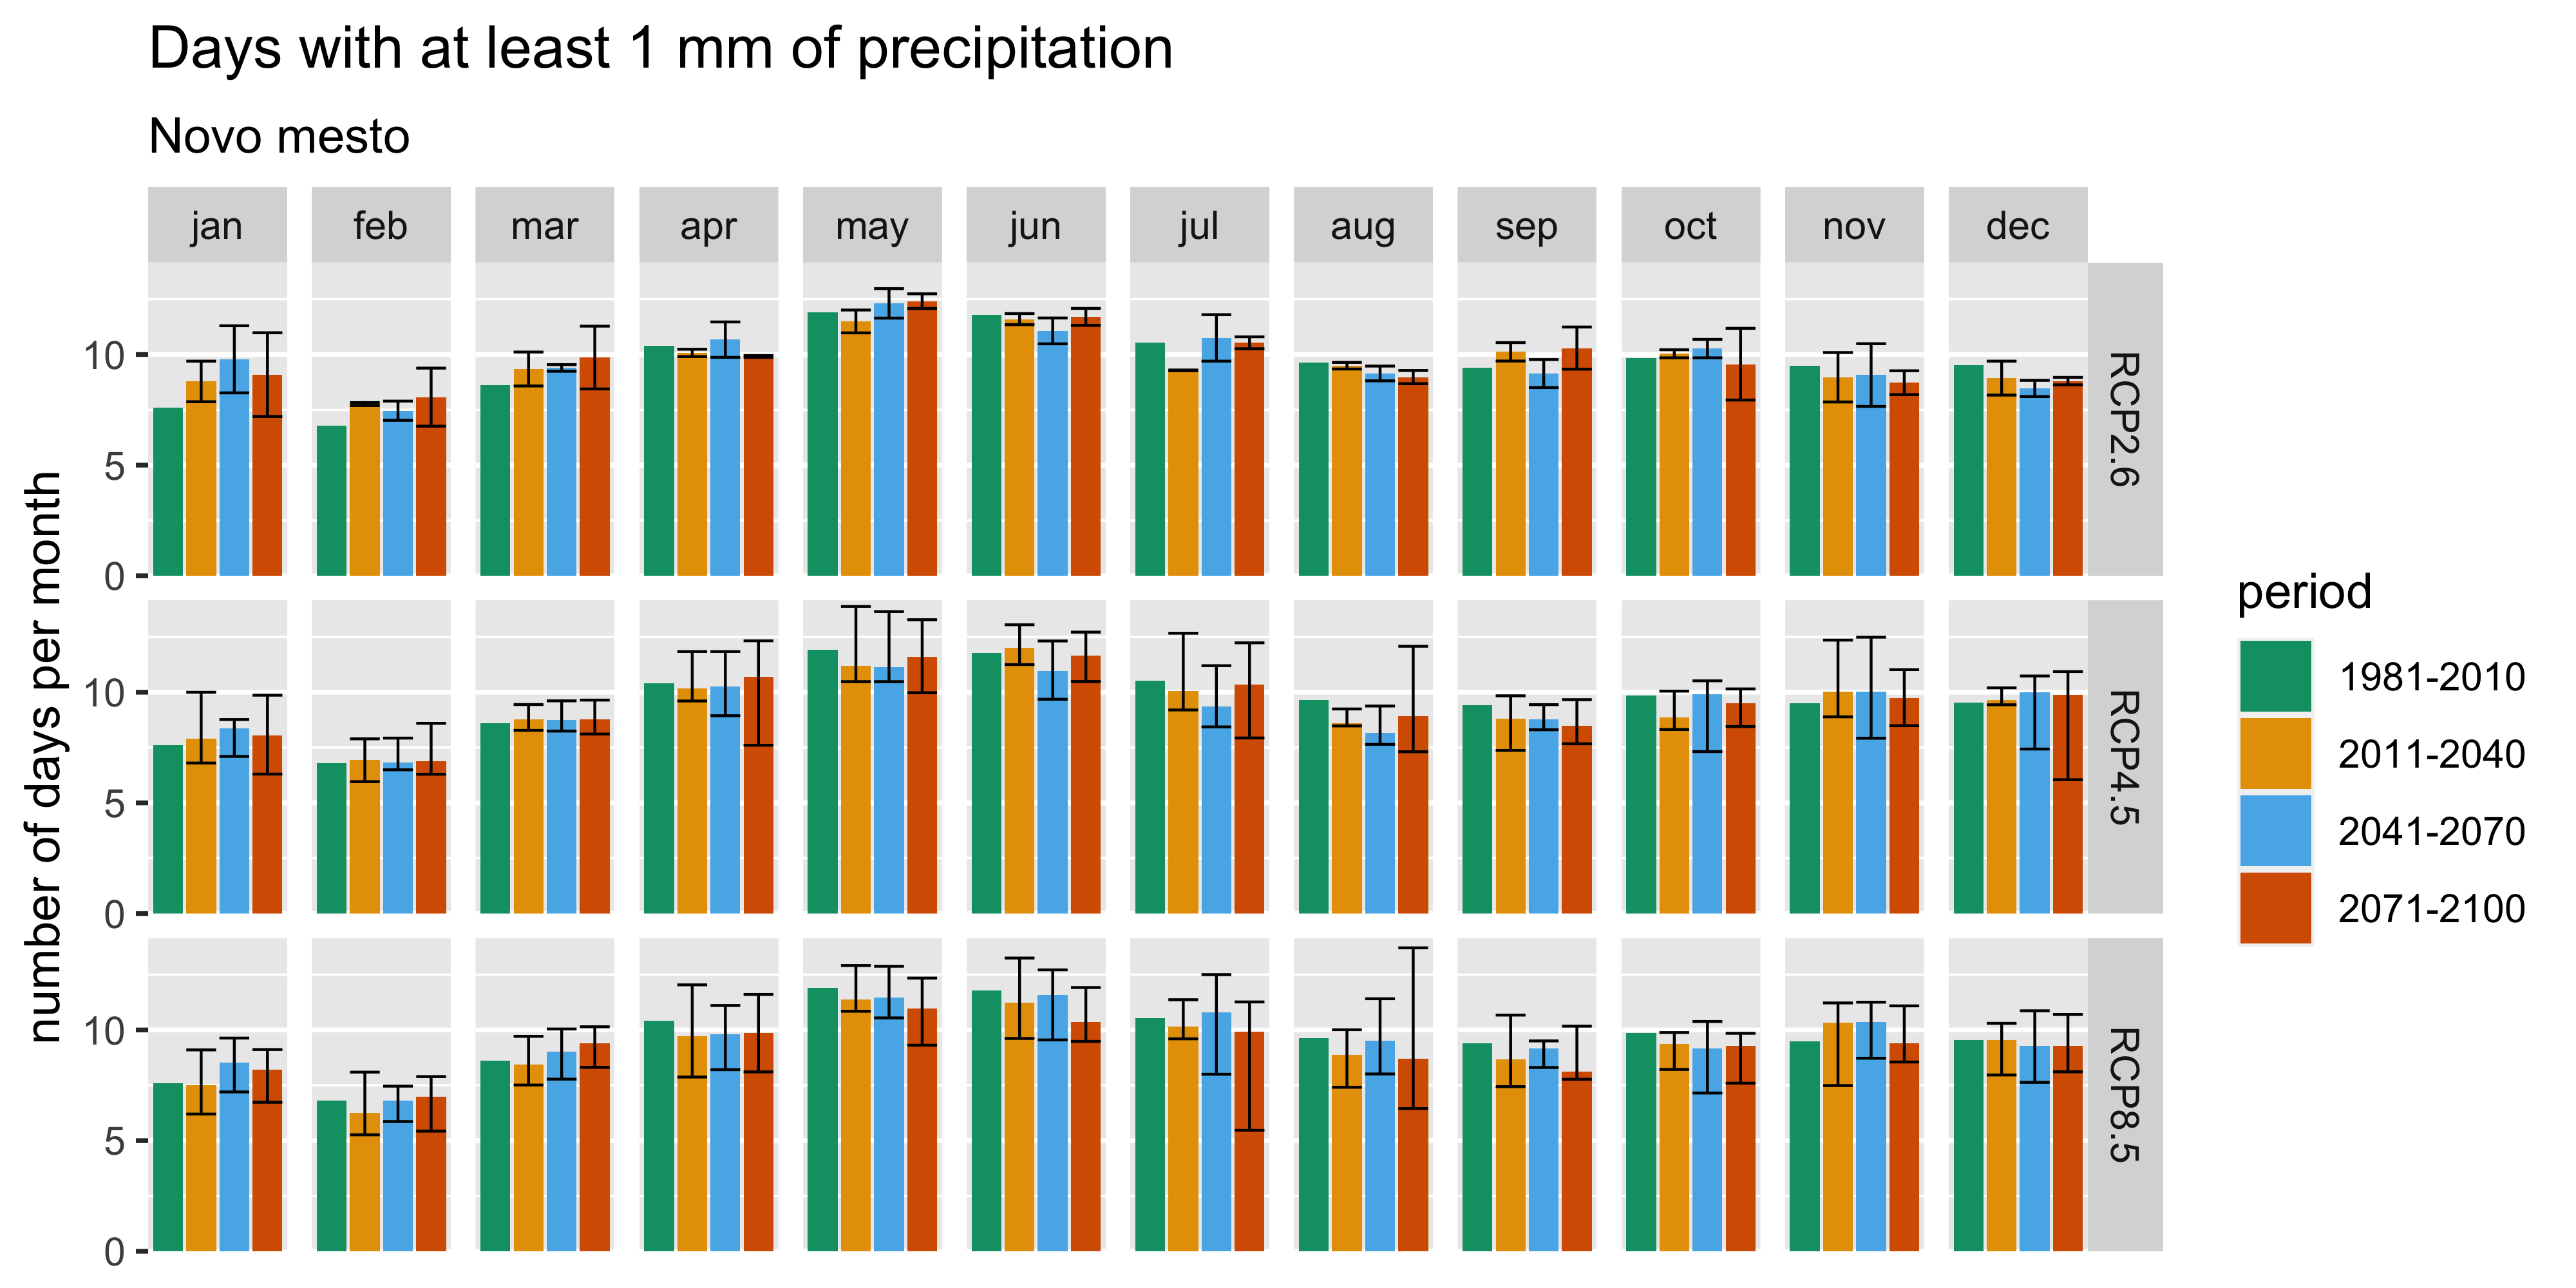 Days with at least 1 mm of precipitation
Novo mesto
jan feb mar apr may jun jul aug sep oct nov dec
number of days per month
10
5
0
RCP2.6
10
5
0
RCP4.5
10
5
0
RCP8.5
period
1981-2010
2011-2040
2041-2070
2071-2100